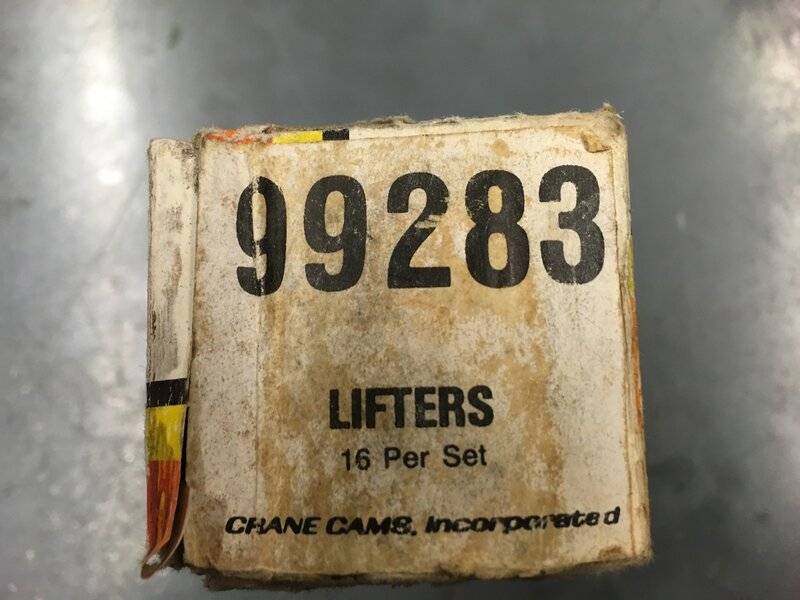 99283
LIFTERS
16 Per Set
CRANE CAMS, Incorporated